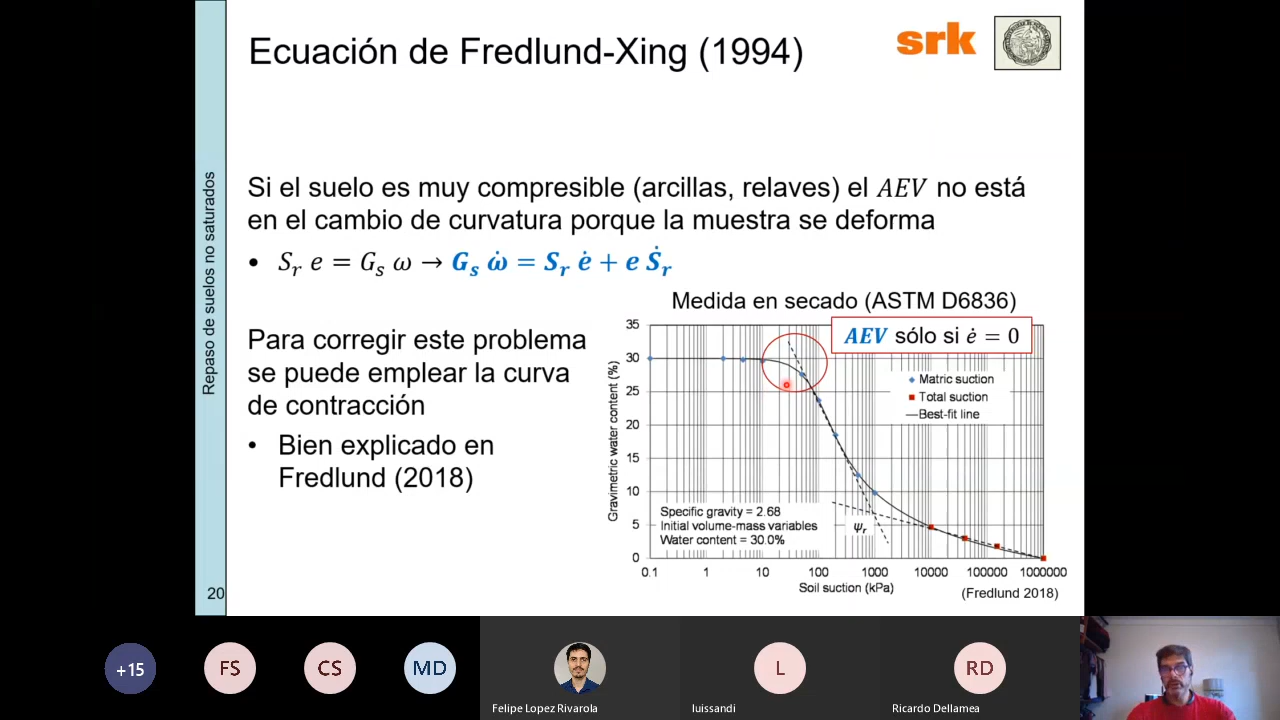 Ecuación de Fredlund-Xing (1994)
srk
Repaso de suelos no saturados
Si el suelo es muy compresible (arcillas, relaves) el AEV no está
en el cambio de curvatura porque la muestra se deforma
• S_r e = G_s ω → G_s ω̇ = S_r ė + e Ṡ_r
Para corregir este problema
se puede emplear la curva
de contracción
• Bien explicado en
Fredlund (2018)
Medida en secado (ASTM D6836)
AEV sólo si ė = 0
Matric suction
Total suction
Best-fit line
Gravimetric water content (%)
35
30
25
20
15
10
5
0
Specific gravity = 2.68
Initial volume-mass variables
Water content = 30.0%
ψ_r
0.1 1 10 100 1000 10000 100000 1000000
Soil suction (kPa)
(Fredlund 2018)
20
+15
FS
CS
MD
L
RD
Felipe Lopez Rivarola
luissandi
Ricardo Dellamea